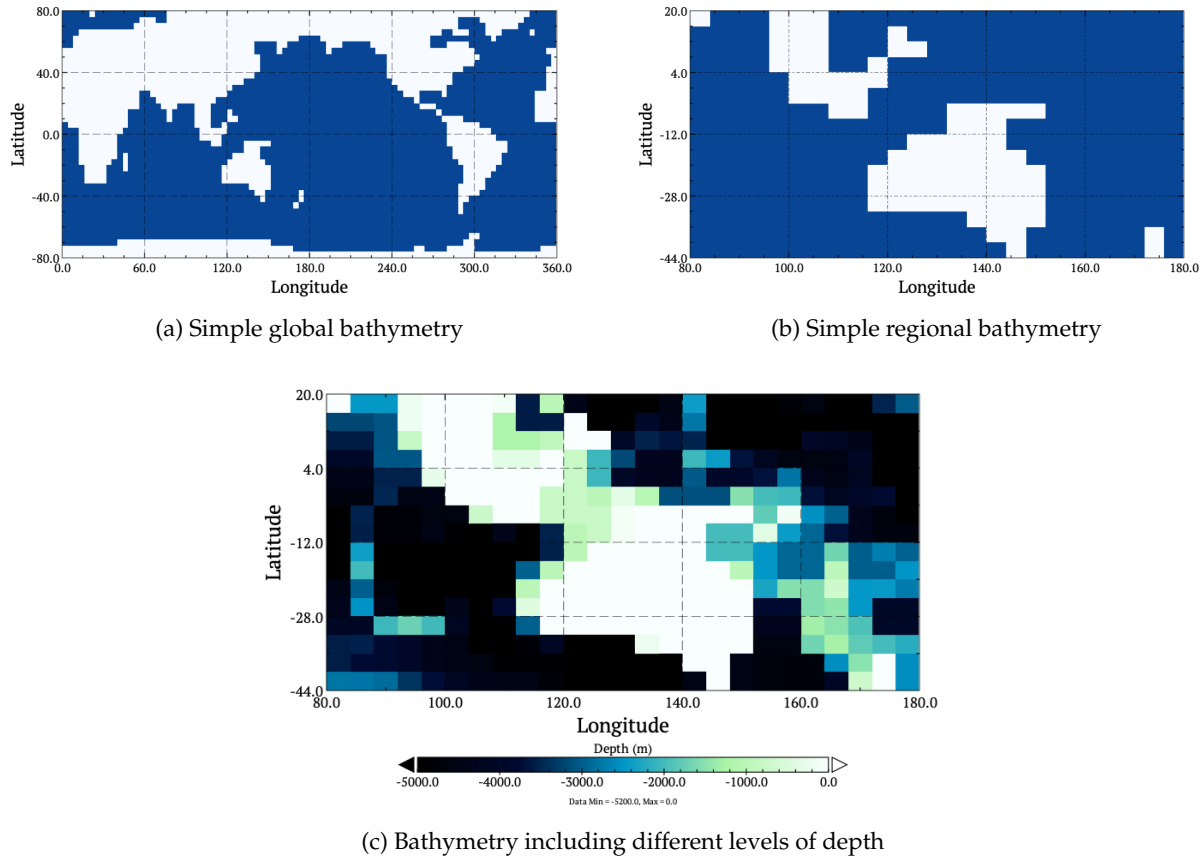 80.0
40.0
0.0
-40.0
-80.0
Latitude
0.0 60.0 120.0 180.0 240.0 300.0 360.0
Longitude
(a) Simple global bathymetry
20.0
4.0
-12.0
-28.0
-44.0
Latitude
80.0 100.0 120.0 140.0 160.0 180.0
Longitude
(b) Simple regional bathymetry
20.0
4.0
-12.0
-28.0
-44.0
Latitude
80.0 100.0 120.0 140.0 160.0 180.0
Longitude
Depth (m)
-5000.0 -4000.0 -3000.0 -2000.0 -1000.0 0.0
Data Min = -5200.0, Max = 0.0
(c) Bathymetry including different levels of depth